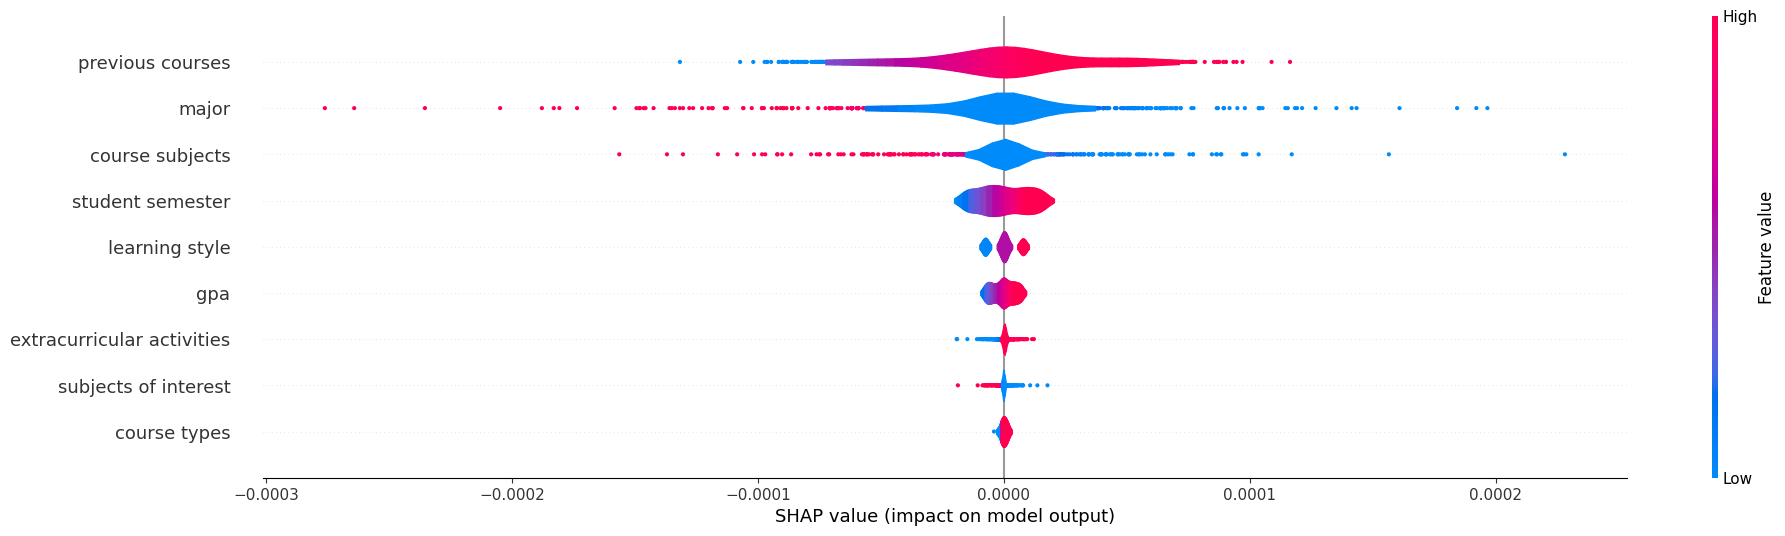 High
previous courses
major
course subjects
student semester
learning style
gpa
extracurricular activities
subjects of interest
course types
Feature value
Low
−0.0003 −0.0002 −0.0001 0.0000 0.0001 0.0002
SHAP value (impact on model output)